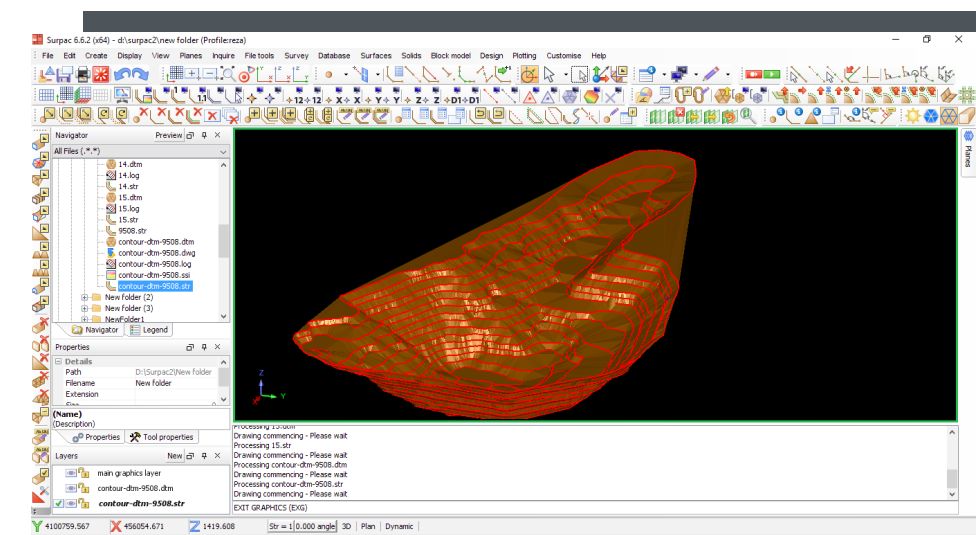 Surpac 6.6.2 (x64) - d:\surpac2\new folder (Profile:reza)
File Edit Create Display View Planes Inquire File tools Survey Database Surfaces Solids Block model Design Plotting Customise Help
Navigator Preview
All Files (.*.*)
14.dtm
14.log
14.str
15.dtm
15.log
15.str
9508.str
contour-dtm-9508.dtm
contour-dtm-9508.dwg
contour-dtm-9508.log
contour-dtm-9508.ssi
contour-dtm-9508.str
New folder (2)
New folder (3)
NewFolder1
Navigator Legend
Properties
Details
Path D:\Surpac2\New folder
Filename New folder
Extension
(Name)
(Description)
Properties Tool properties
Layers New
main graphics layer
contour-dtm-9508.dtm
contour-dtm-9508.str
Z
X
Y
Planes
Processing 15.dtm
Drawing commencing - Please wait
Processing 15.str
Drawing commencing - Please wait
Processing contour-dtm-9508.dtm
Drawing commencing - Please wait
Processing contour-dtm-9508.str
Drawing commencing - Please wait
EXIT GRAPHICS (EXG)
Y 4100759.567 X 456054.671 Z 1419.608 Str = 1 0.000 angle 3D Plan Dynamic